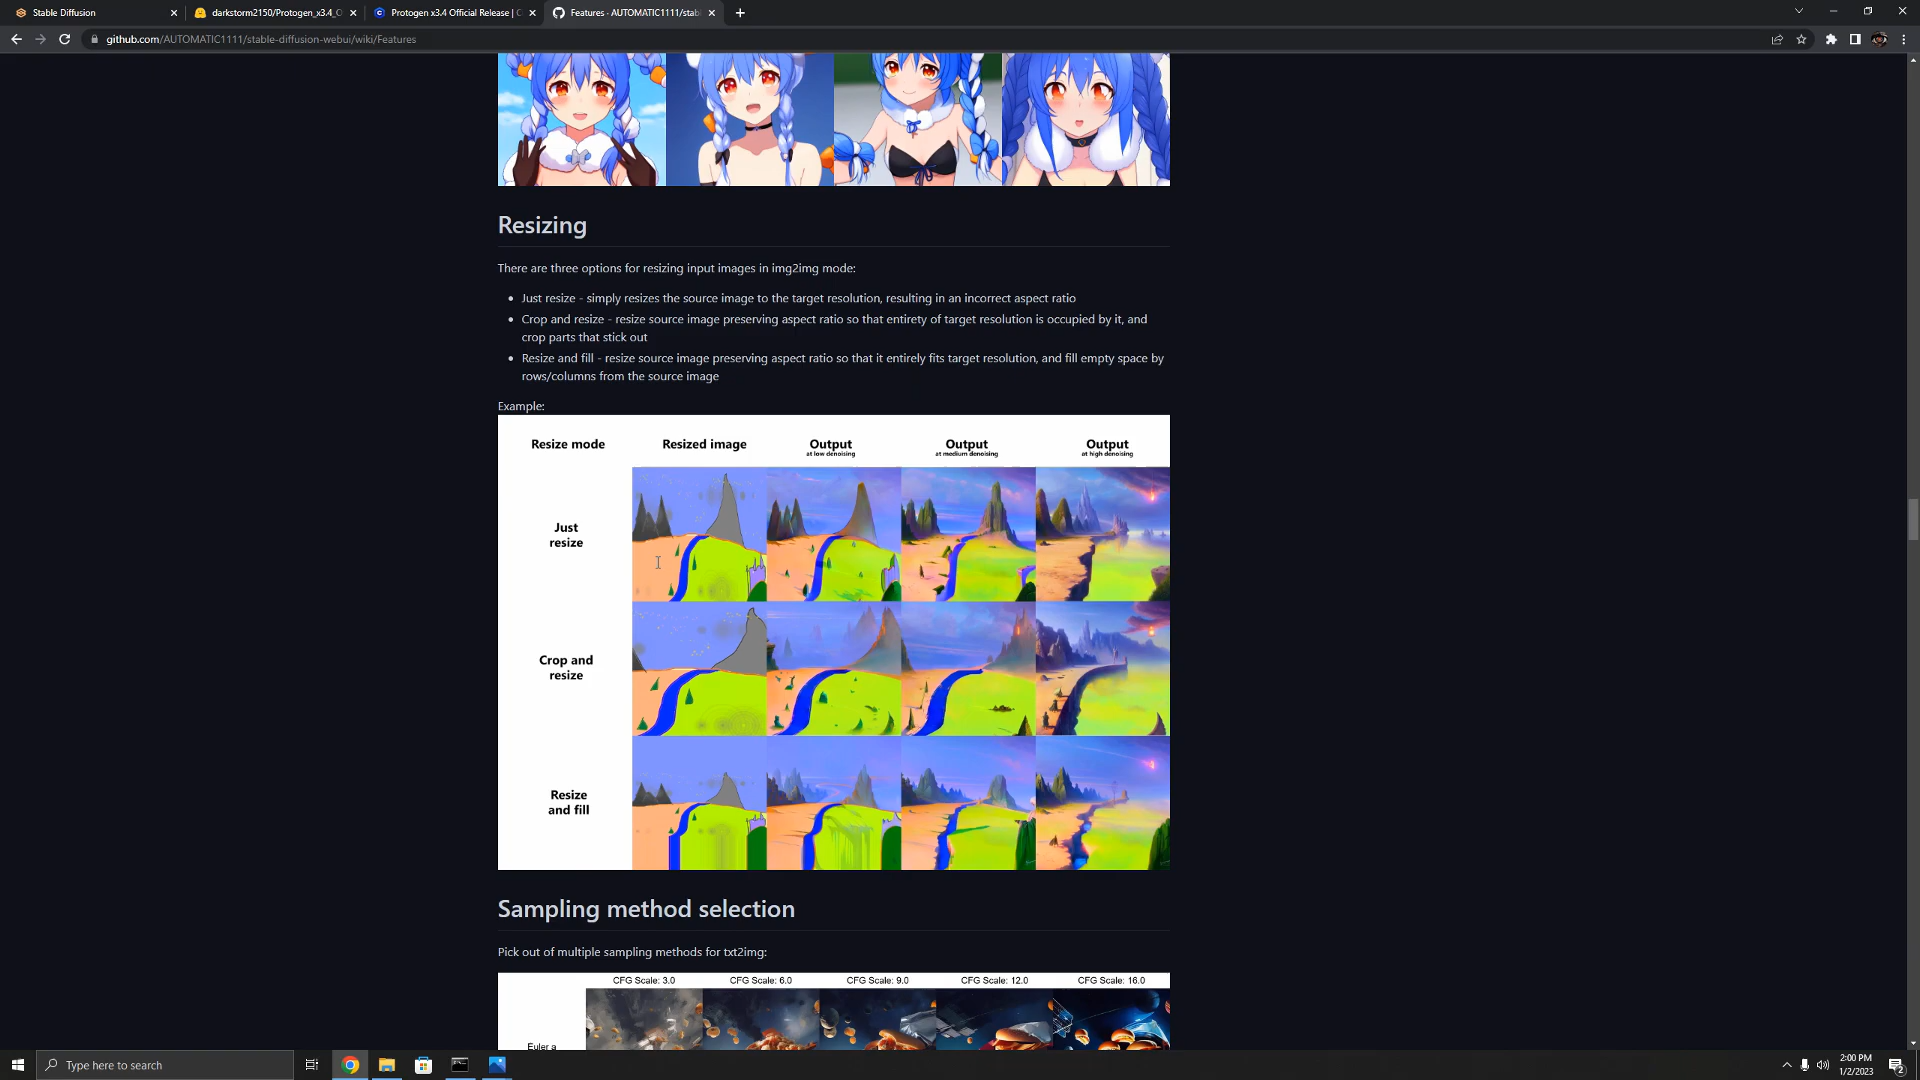 Stable Diffusion
darkstorm2150/Protogen_x3.4_O
Protogen x3.4 Official Release | C
Features · AUTOMATIC1111/stab
github.com/AUTOMATIC1111/stable-diffusion-webui/wiki/Features
Resizing
There are three options for resizing input images in img2img mode:
Just resize - simply resizes the source image to the target resolution, resulting in an incorrect aspect ratio
Crop and resize - resize source image preserving aspect ratio so that entirety of target resolution is occupied by it, and
crop parts that stick out
Resize and fill - resize source image preserving aspect ratio so that it entirely fits target resolution, and fill empty space by
rows/columns from the source image
Example:
Resize mode Resized image Output Output Output
at low denoising at medium denoising at high denoising
Just
resize
Crop and
resize
Resize
and fill
Sampling method selection
Pick out of multiple sampling methods for txt2img:
CFG Scale: 3.0 CFG Scale: 6.0 CFG Scale: 9.0 CFG Scale: 12.0 CFG Scale: 16.0
Euler a
Type here to search
2:00 PM
1/2/2023
2